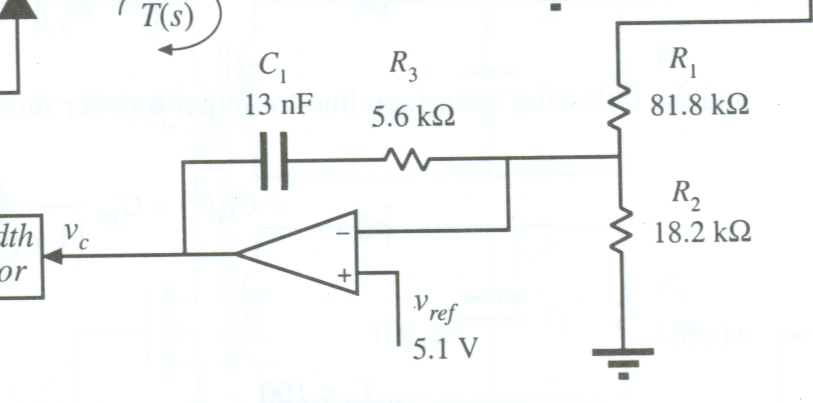 T(s)
C1
13 nF
R3
5.6 kΩ
R1
81.8 kΩ
R2
18.2 kΩ
dth
or
vc
−
+
vref
5.1 V